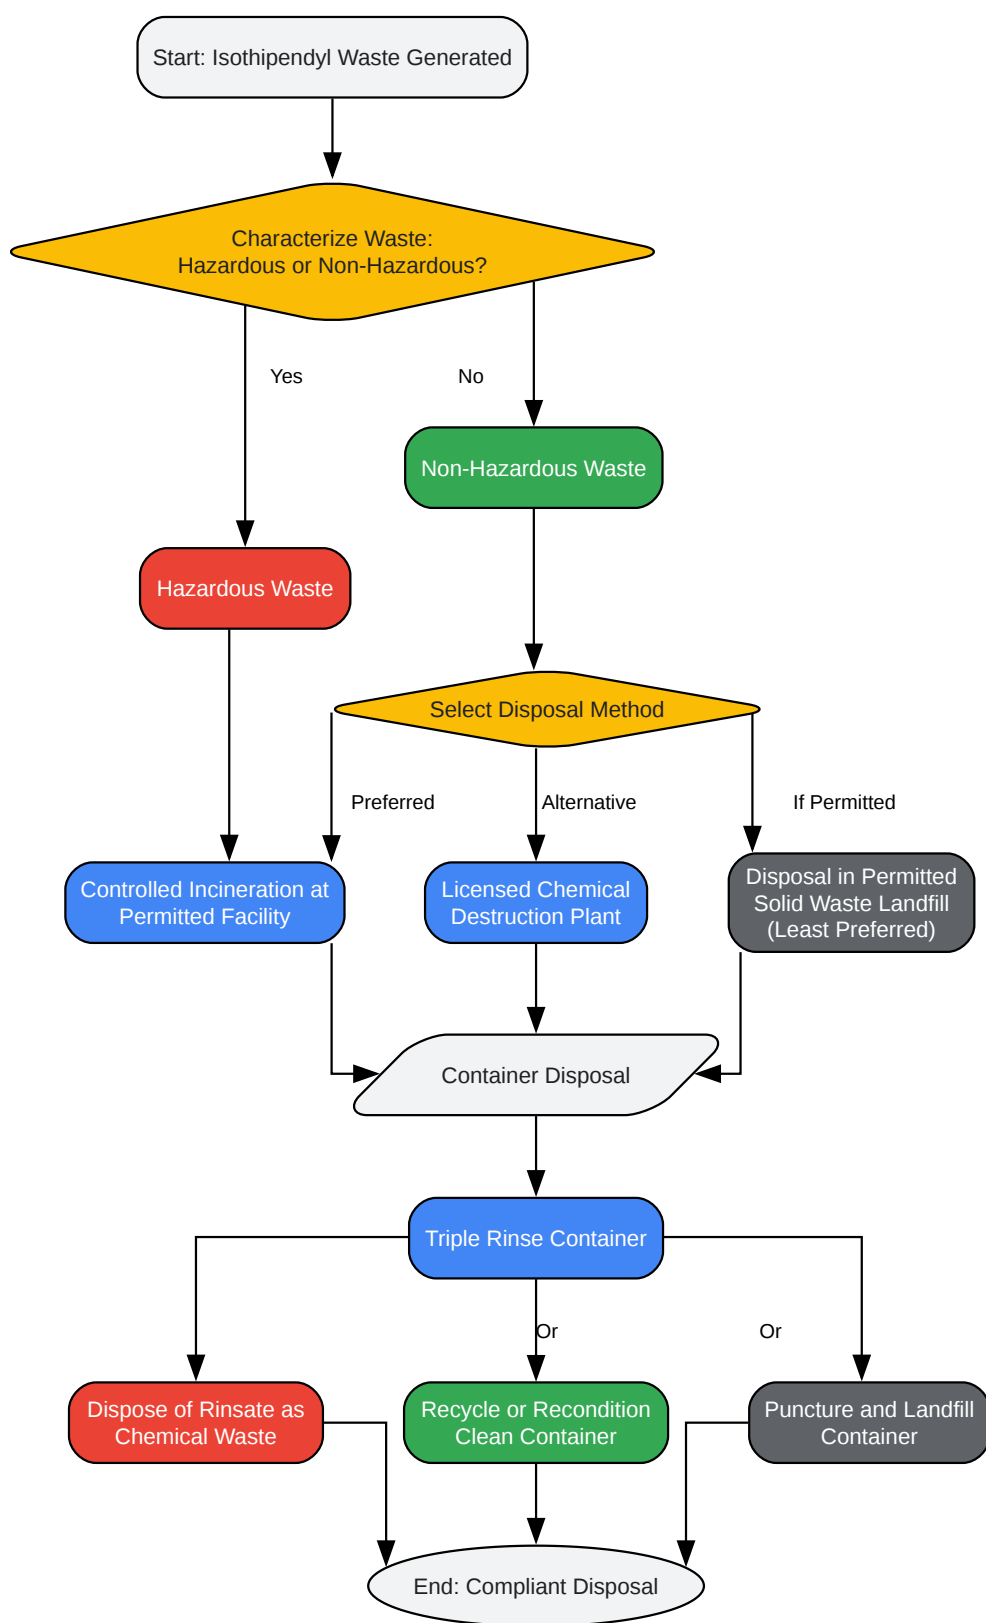 Start: Isothipendyl Waste Generated
Characterize Waste:
Hazardous or Non-Hazardous?
Yes
No
Non-Hazardous Waste
Hazardous Waste
Select Disposal Method
Preferred
Alternative
If Permitted
Controlled Incineration at
Permitted Facility
Licensed Chemical
Destruction Plant
Disposal in Permitted
Solid Waste Landfill
(Least Preferred)
Container Disposal
Triple Rinse Container
Or
Or
Dispose of Rinsate as
Chemical Waste
Recycle or Recondition
Clean Container
Puncture and Landfill
Container
End: Compliant Disposal